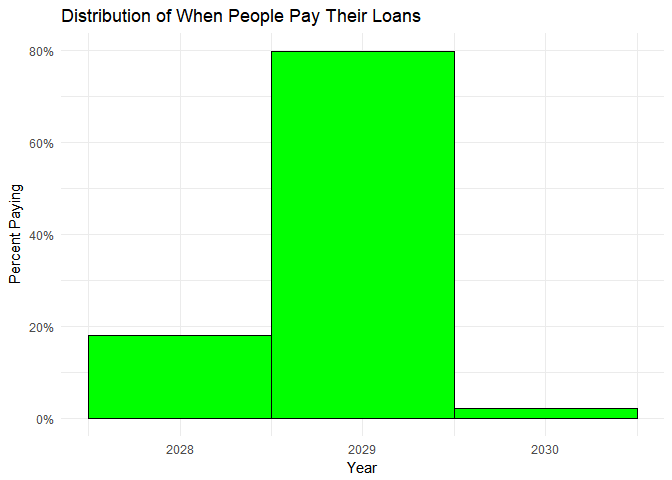 Distribution of When People Pay Their Loans
80%
60%
40%
20%
0%
Percent Paying
2028 2029 2030
Year